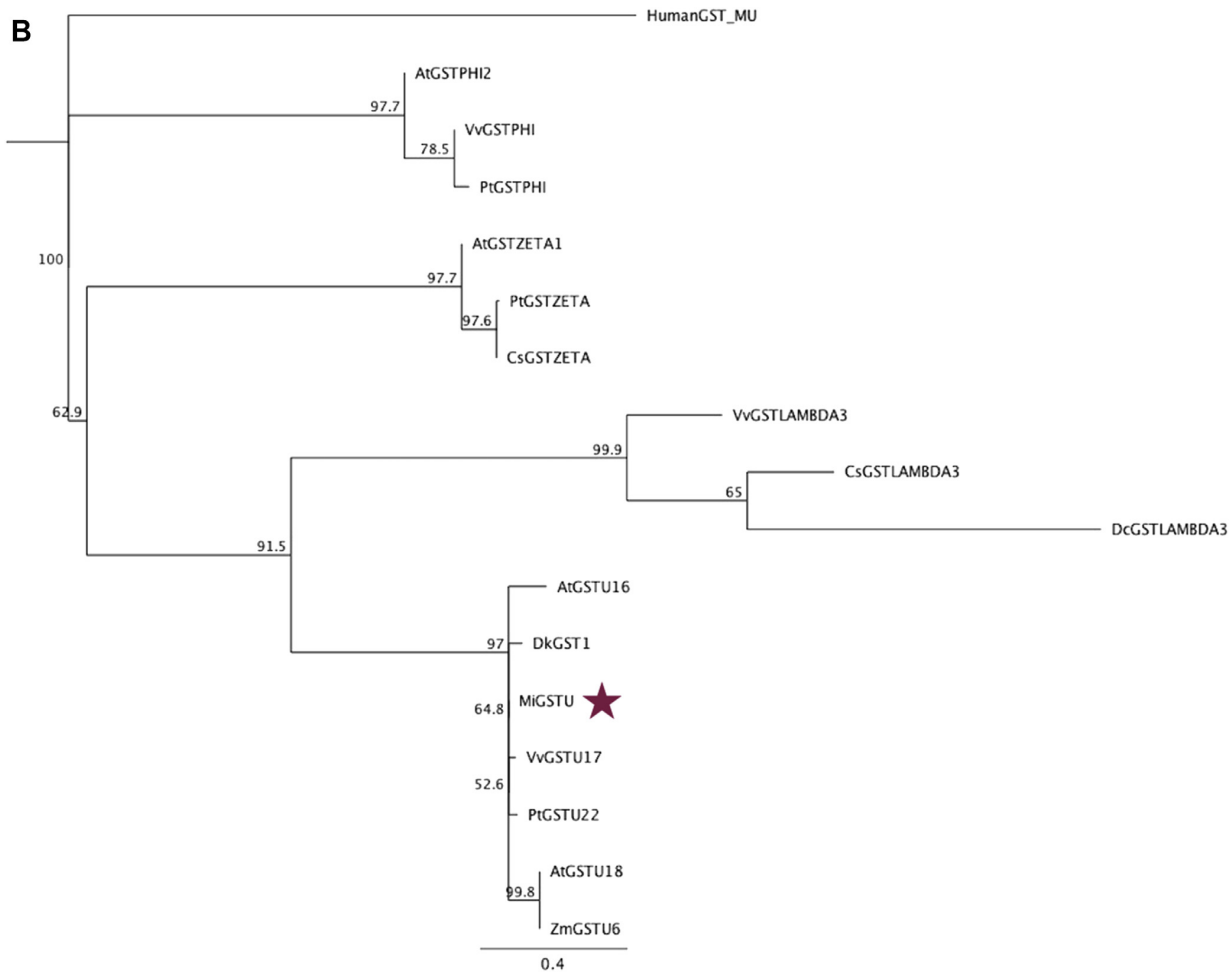 B
HumanGST_MU
AtGSTPHI2
97.7
VvGSTPHI
78.5
PtGSTPHI
AtGSTZETA1
100
97.7
PtGSTZETA
97.6
CsGSTZETA
62.9
VvGSTLAMBDA3
99.9
CsGSTLAMBDA3
65
DcGSTLAMBDA3
91.5
AtGSTU16
97
DkGST1
MiGSTU
64.8
VvGSTU17
52.6
PtGSTU22
AtGSTU18
99.8
ZmGSTU6
0.4